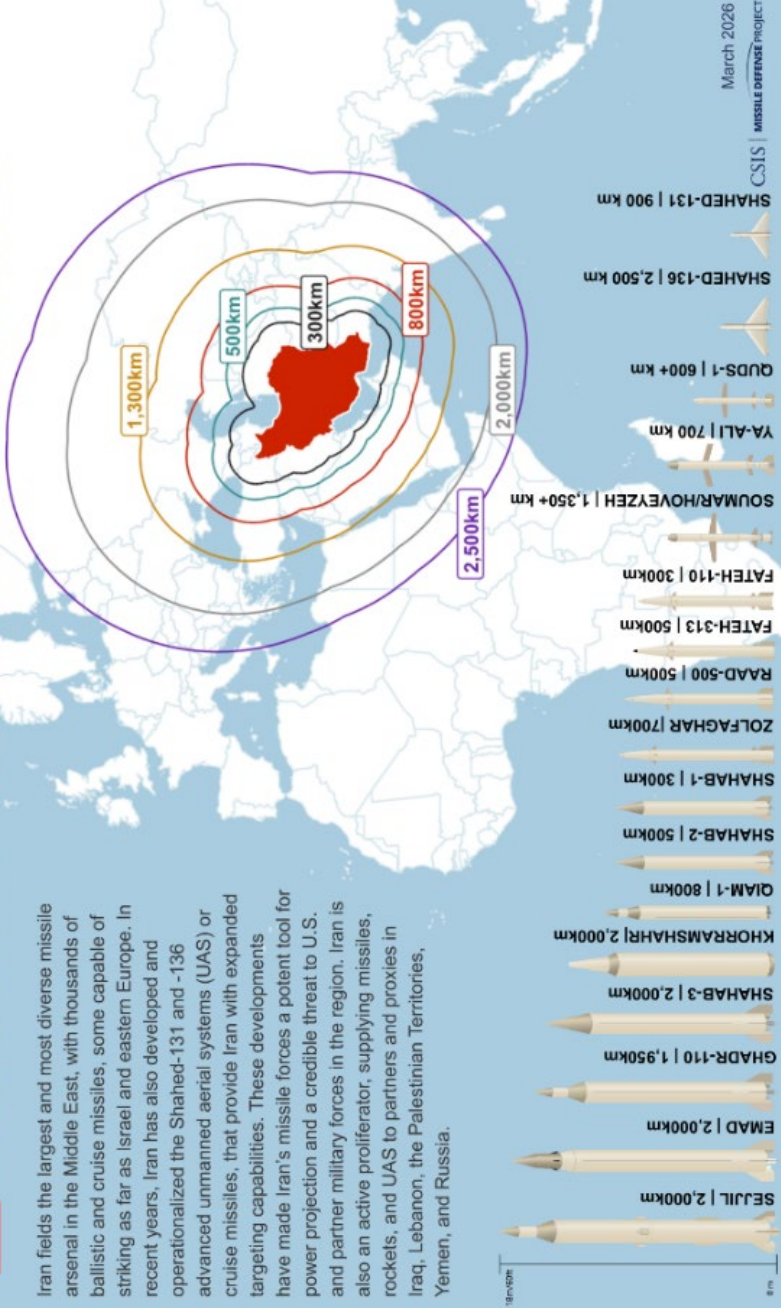 Iran fields the largest and most diverse missile
arsenal in the Middle East, with thousands of
ballistic and cruise missiles, some capable of
striking as far as Israel and eastern Europe. In
recent years, Iran has also developed and
operationalized the Shahed-131 and -136
advanced unmanned aerial systems (UAS) or
cruise missiles, that provide Iran with expanded
targeting capabilities. These developments
have made Iran's missile forces a potent tool for
power projection and a credible threat to U.S.
and partner military forces in the region. Iran is
also an active proliferator, supplying missiles,
rockets, and UAS to partners and proxies in
Iraq, Lebanon, the Palestinian Territories,
Yemen, and Russia.
1,300km
500km
300km
800km
2,000km
2,500km
SEJJIL | 2,000km
EMAD | 2,000km
GHADR-110 | 1,950km
SHAHAB-3 | 2,000km
KHORRAMSHAHR| 2,000km
QIAM-1 | 800km
SHAHAB-2 | 500km
SHAHAB-1 | 300km
ZOLFAGHAR |700km
RAAD-500 | 500km
FATEH-313 | 500km
FATEH-110 | 300km
SOUMAR/HOVEYZEH | 1,350+ km
YA-ALI | 700 km
QUDS-1 | 600+ km
SHAHED-136 | 2,500 km
SHAHED-131 | 900 km
March 2026
CSIS | MISSILE DEFENSE PROJECT